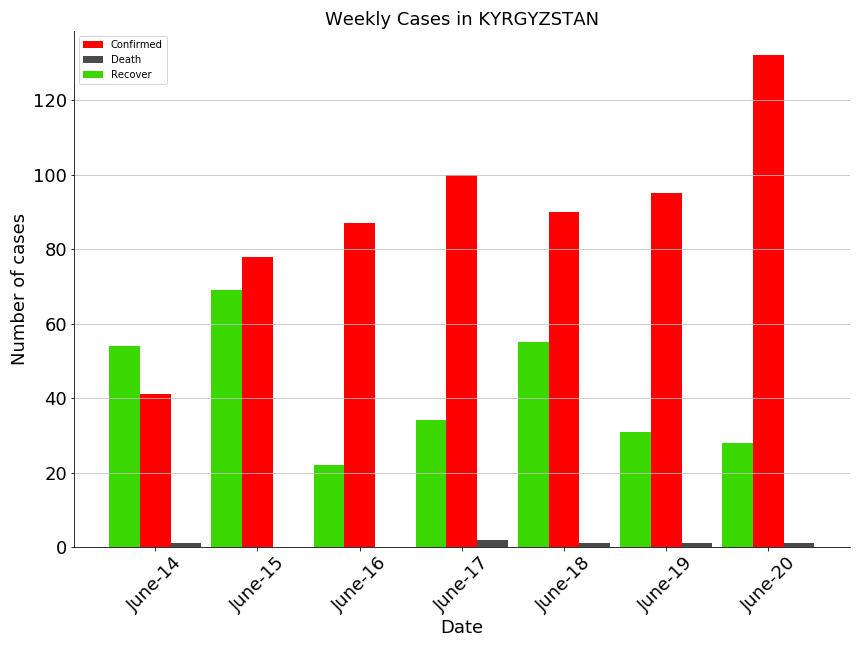 Weekly Cases in KYRGYZSTAN
Confirmed
Death
Recover
Number of cases
120
100
80
60
40
20
0
June-14
June-15
June-16
June-17
June-18
June-19
June-20
Date